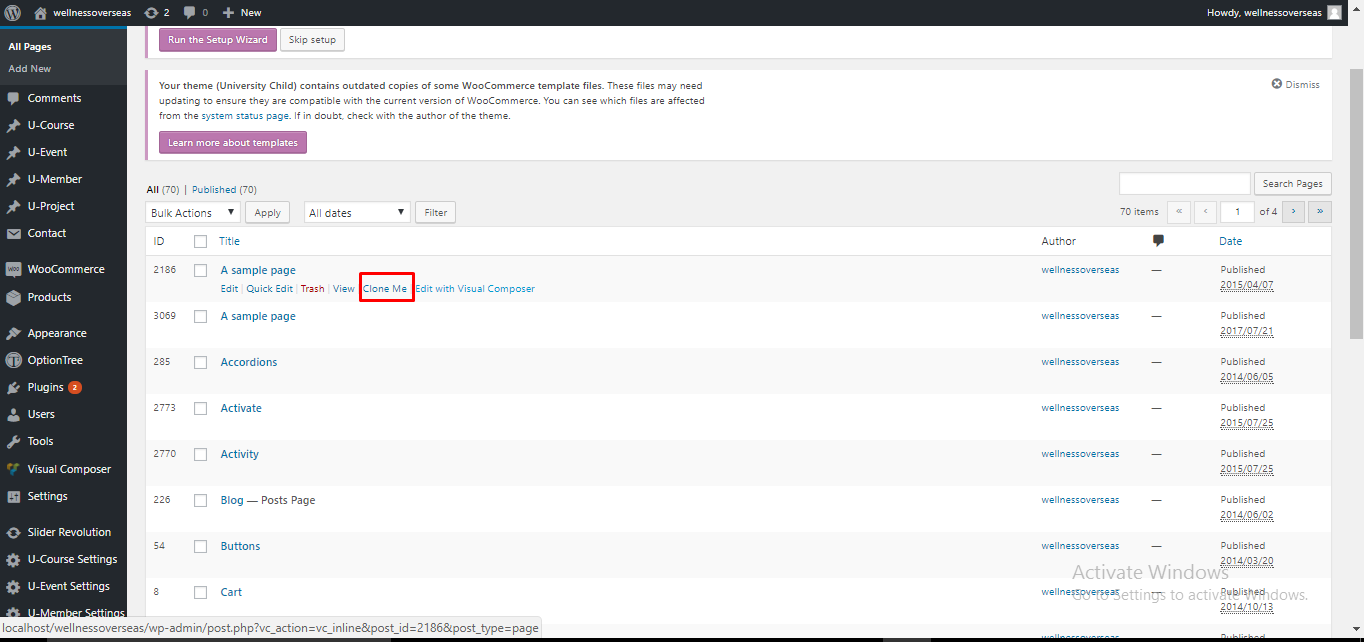 wellnessoverseas 2 0 New Howdy, wellnessoverseas
All Pages
Add New
Comments
U-Course
U-Event
U-Member
U-Project
Contact
WooCommerce
Products
Appearance
OptionTree
Plugins 2
Users
Tools
Visual Composer
Settings
Slider Revolution
U-Course Settings
U-Event Settings
U-Member Settings
Run the Setup Wizard Skip setup
Your theme (University Child) contains outdated copies of some WooCommerce template files. These files may need
updating to ensure they are compatible with the current version of WooCommerce. You can see which files are affected
from the system status page. If in doubt, check with the author of the theme.
Dismiss
Learn more about templates
All (70) | Published (70)
Search Pages
Bulk Actions Apply All dates Filter 70 items « ‹ 1 of 4 › »
ID Title Author Date
2186 A sample page wellnessoverseas — Published
Edit | Quick Edit | Trash | View Clone Me Edit with Visual Composer 2015/04/07
3069 A sample page wellnessoverseas — Published
2017/07/21
285 Accordions wellnessoverseas — Published
2014/06/05
2773 Activate wellnessoverseas — Published
2015/07/25
2770 Activity wellnessoverseas — Published
2015/07/25
226 Blog — Posts Page wellnessoverseas — Published
2014/06/02
54 Buttons wellnessoverseas — Published
2014/03/20
8 Cart wellnessoverseas — Published
2014/10/13
wellnessoverseas Published
Activate Windows
Go to Settings to activate Windows.
localhost/wellnessoverseas/wp-admin/post.php?vc_action=vc_inline&post_id=2186&post_type=page